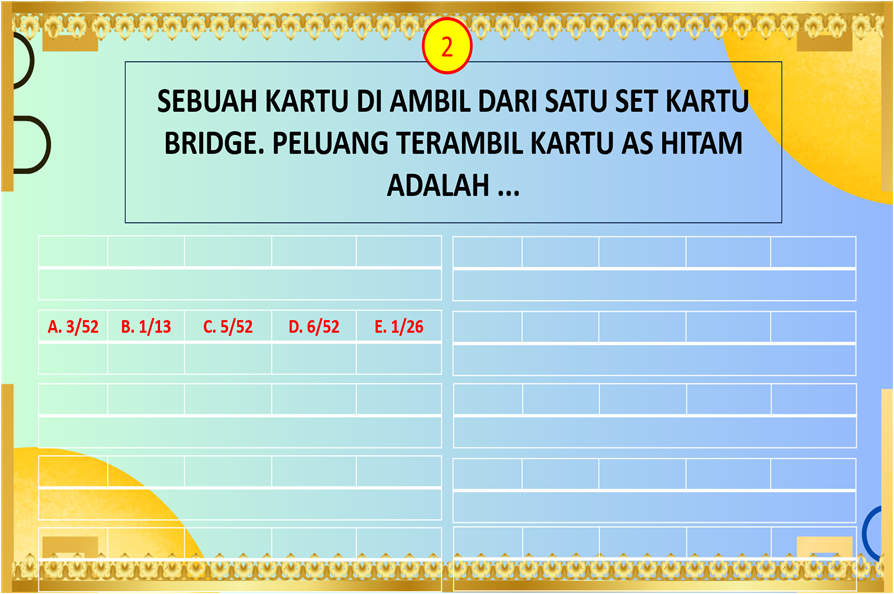 2
SEBUAH KARTU DI AMBIL DARI SATU SET KARTU
BRIDGE. PELUANG TERAMBIL KARTU AS HITAM
ADALAH ...
A. 3/52 B. 1/13 C. 5/52 D. 6/52 E. 1/26